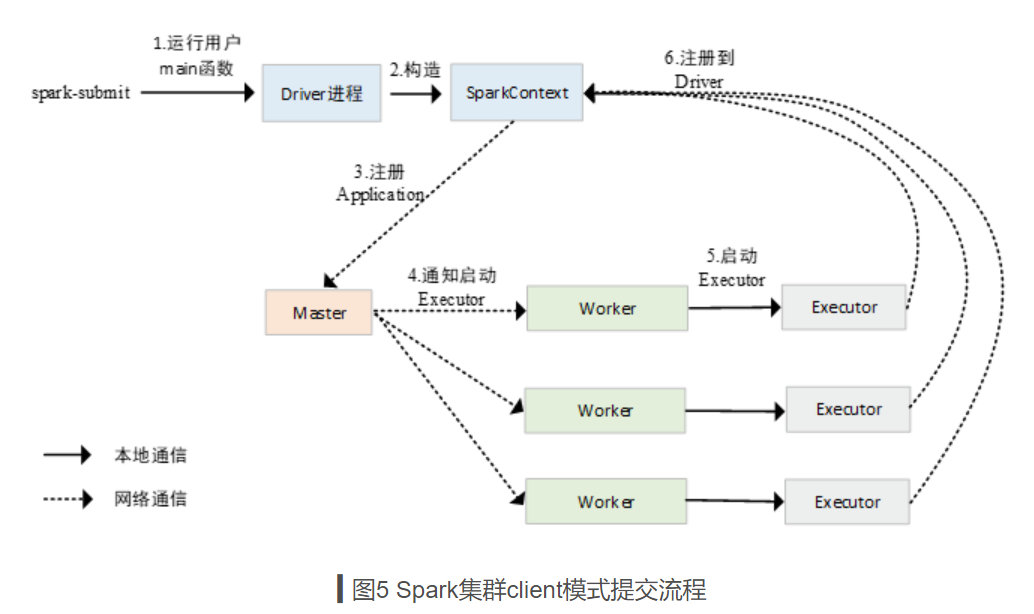 1.运行用户
main函数
spark-submit
Driver进程
2.构造
SparkContext
6.注册到
Driver
3.注册
Application
Master
4.通知启动
Executor
Worker
5.启动
Executor
Executor
Worker
Executor
Worker
Executor
本地通信
网络通信
图5 Spark集群client模式提交流程